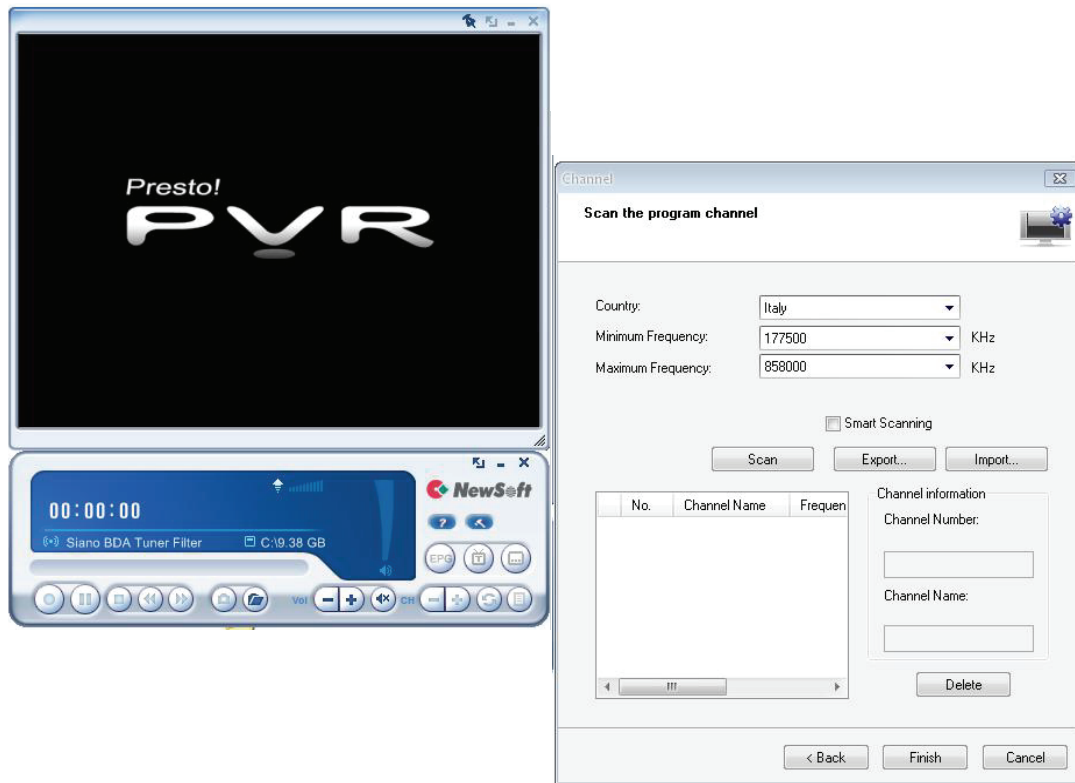 Presto!
PVR
NewSoft
00:00:00
Siano BDA Tuner Filter C:\9.38 GB
?
EPG
T
Vol - + CH - +
Channel
Scan the program channel
Country: Italy
Minimum Frequency: 177500 KHz
Maximum Frequency: 858000 KHz
Smart Scanning
Scan Export... Import...
No. Channel Name Frequen
Channel information
Channel Number:
Channel Name:
Delete
< Back Finish Cancel